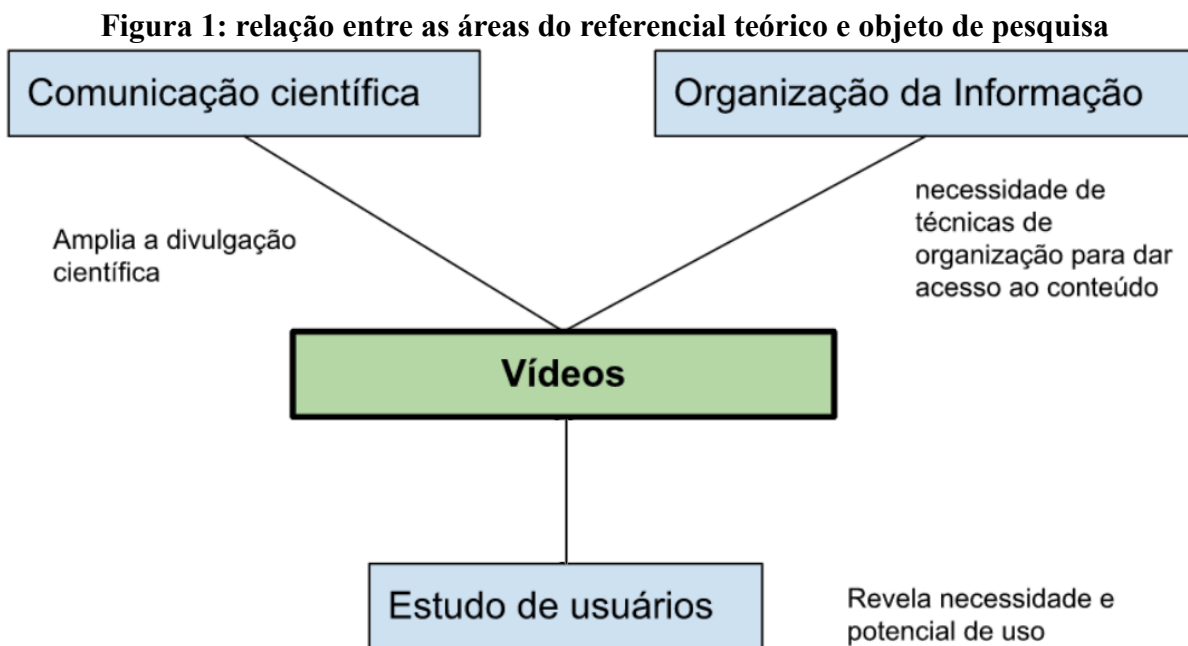 Figura 1: relação entre as áreas do referencial teórico e objeto de pesquisa
Comunicação científica
Organização da Informação
Amplia a divulgação
científica
necessidade de
técnicas de
organização para dar
acesso ao conteúdo
Vídeos
Estudo de usuários
Revela necessidade e
potencial de uso